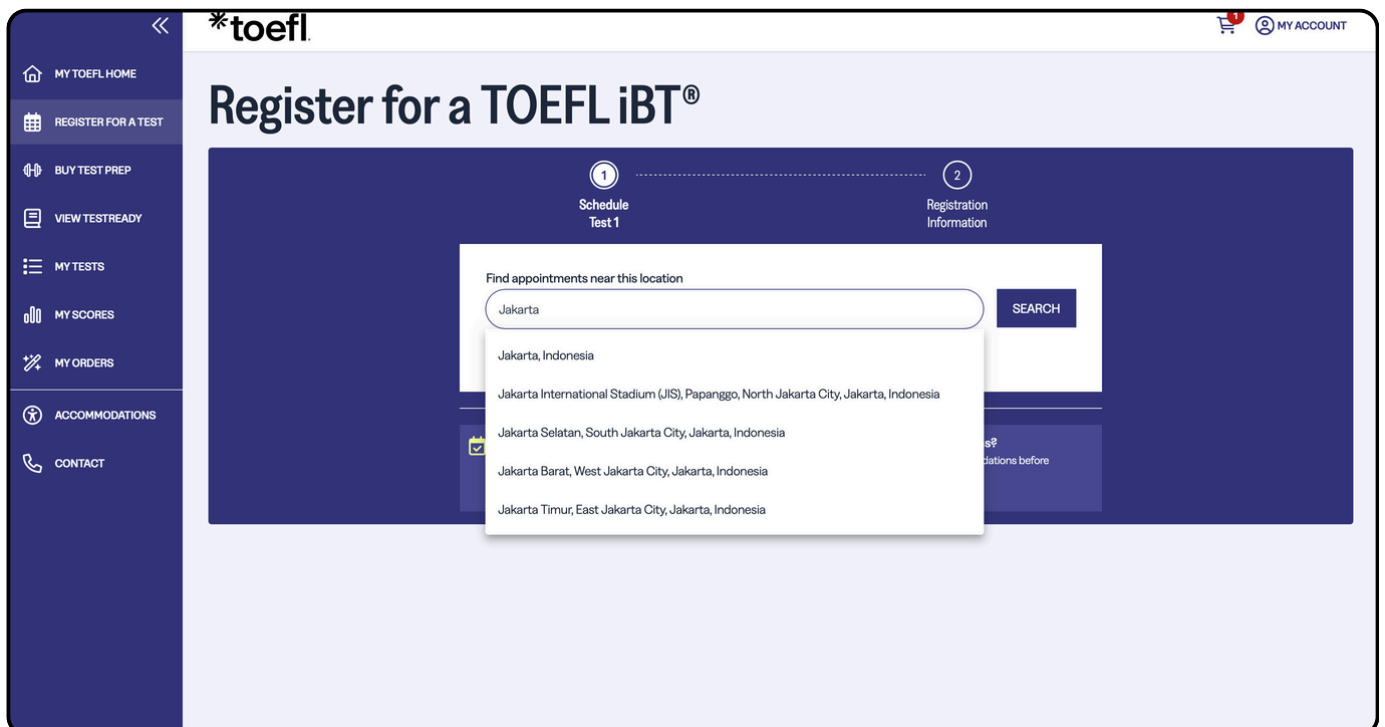 *toefl.
1
MY ACCOUNT
MY TOEFL HOME
REGISTER FOR A TEST
BUY TEST PREP
VIEW TESTREADY
MY TESTS
MY SCORES
MY ORDERS
ACCOMMODATIONS
CONTACT
Register for a TOEFL iBT®
1
Schedule
Test 1
2
Registration
Information
Find appointments near this location
Jakarta
SEARCH
Jakarta, Indonesia
Jakarta International Stadium (JIS), Papanggo, North Jakarta City, Jakarta, Indonesia
Jakarta Selatan, South Jakarta City, Jakarta, Indonesia
Jakarta Barat, West Jakarta City, Jakarta, Indonesia
Jakarta Timur, East Jakarta City, Jakarta, Indonesia
s?
dations before